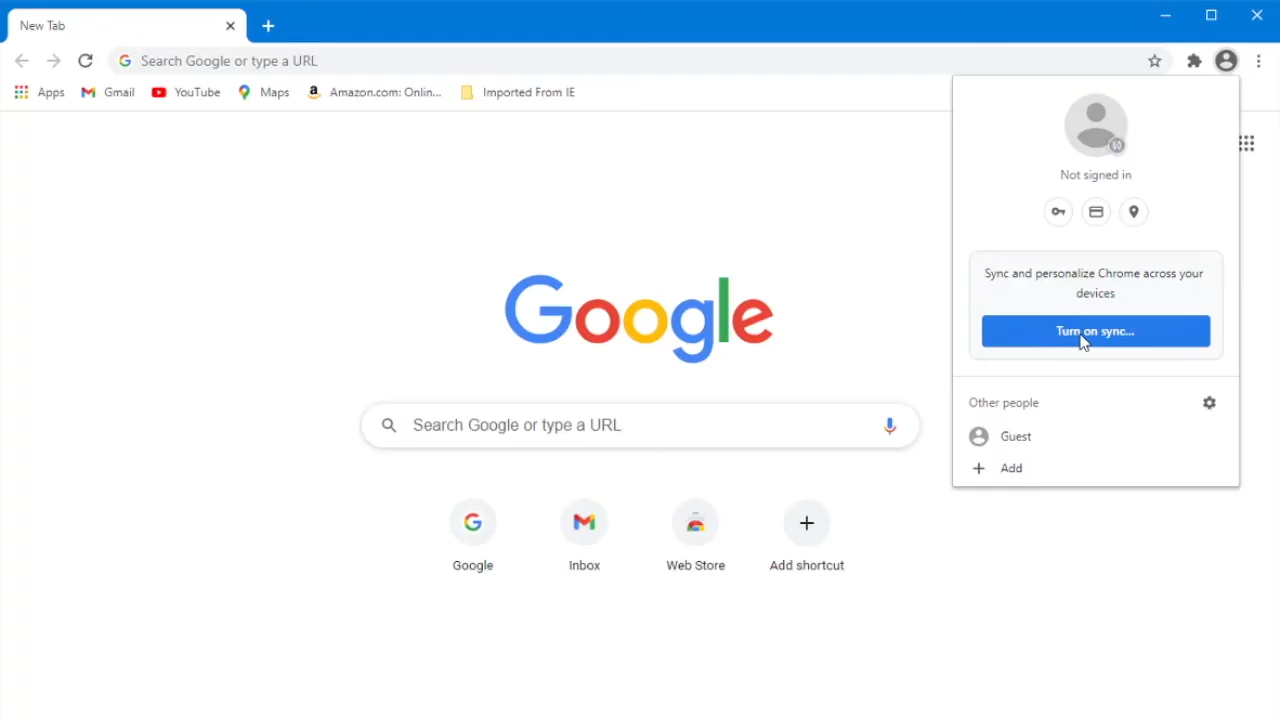 New Tab
Search Google or type a URL
Apps
Gmail
YouTube
Maps
Amazon.com: Onlin...
Imported From IE
Not signed in
Sync and personalize Chrome across your
devices
Turn on sync...
Other people
Guest
Add
Google
Search Google or type a URL
Google
Inbox
Web Store
Add shortcut